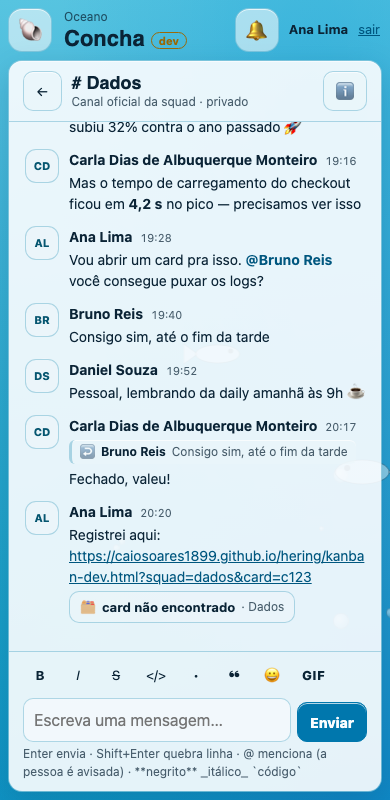 Oceano
Concha dev
Ana Lima sair
# Dados
Canal oficial da squad · privado
subiu 32% contra o ano passado 🚀
CD Carla Dias de Albuquerque Monteiro 19:16
Mas o tempo de carregamento do checkout
ficou em 4,2 s no pico — precisamos ver isso
AL Ana Lima 19:28
Vou abrir um card pra isso. @Bruno Reis
você consegue puxar os logs?
BR Bruno Reis 19:40
Consigo sim, até o fim da tarde
DS Daniel Souza 19:52
Pessoal, lembrando da daily amanhã às 9h ☕
CD Carla Dias de Albuquerque Monteiro 20:17
Bruno Reis Consigo sim, até o fim da tarde
Fechado, valeu!
AL Ana Lima 20:20
Registrei aqui:
https://caiosoares1899.github.io/hering/kanba
n-dev.html?squad=dados&card=c123
card não encontrado · Dados
B I S </> • ❝ 😀 GIF
Escreva uma mensagem... Enviar
Enter envia · Shift+Enter quebra linha · @ menciona (a
pessoa é avisada) · **negrito** _itálico_ `código`